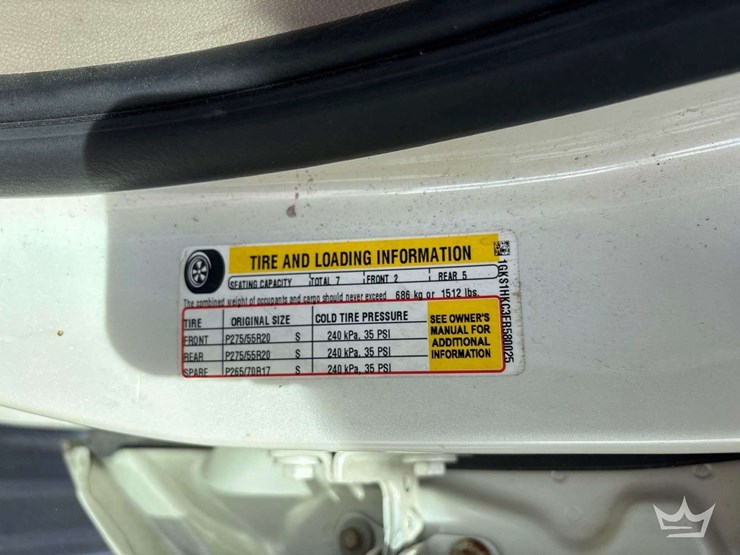 TIRE AND LOADING INFORMATION
SEATING CAPACITY TOTAL 7 FRONT 2 REAR 5
The combined weight of occupants and cargo should never exceed 686 kg or 1512 lbs.
TIRE ORIGINAL SIZE COLD TIRE PRESSURE
FRONT P275/55R20 S 240 kPa, 35 PSI
REAR P275/55R20 S 240 kPa, 35 PSI
SPARE P265/70R17 S 240 kPa, 35 PSI
SEE OWNER'S
MANUAL FOR
ADDITIONAL
INFORMATION
1GKS1HKC3FR580025